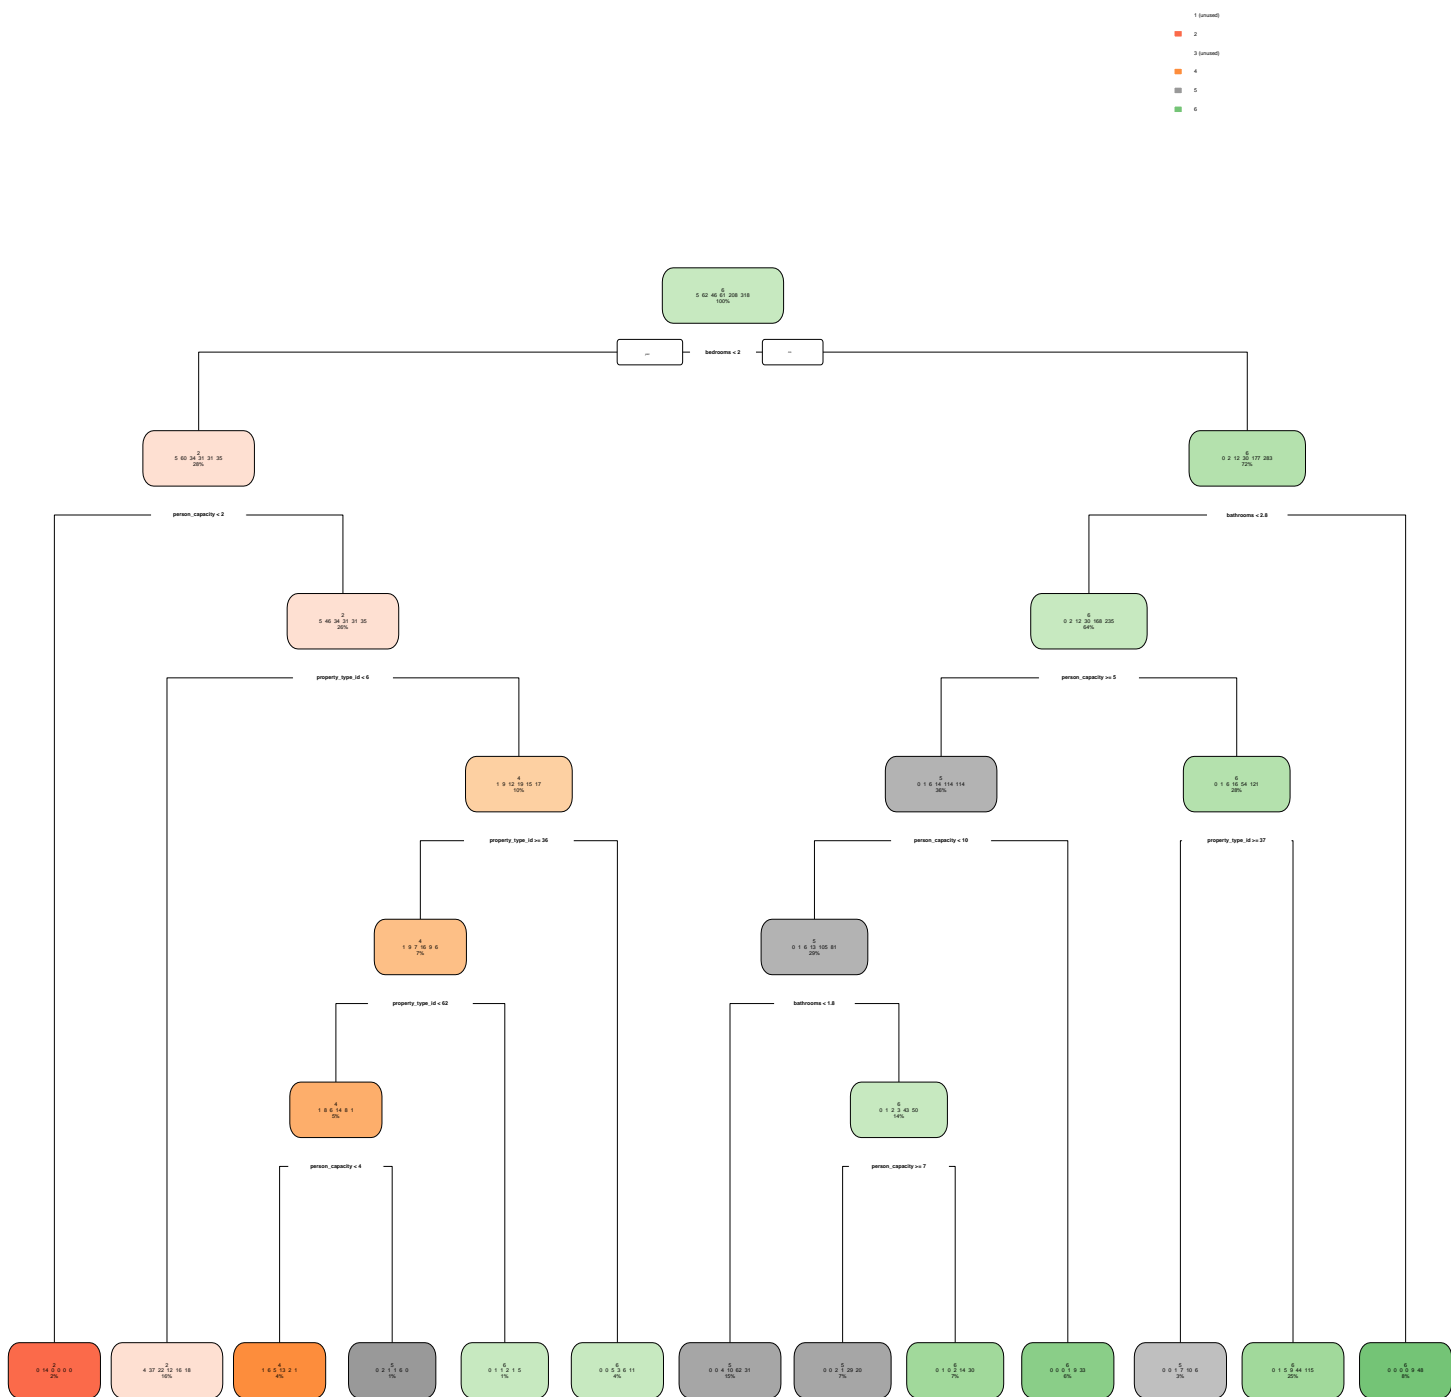 1 (unused)
2
3 (unused)
4
5
6
6
5 62 46 61 208 318
100%
bedrooms < 2
2
5 60 34 31 31 35
28%
6
0 2 12 30 177 283
72%
person_capacity < 2
bathrooms < 2.8
2
5 46 34 31 31 35
26%
6
0 2 12 30 168 235
64%
property_type_id < 6
person_capacity >= 5
4
1 9 12 19 15 17
10%
5
0 1 6 14 114 114
36%
6
0 1 6 16 54 121
28%
property_type_id >= 36
person_capacity < 10
property_type_id >= 37
4
1 9 7 16 9 6
7%
5
0 1 6 13 105 81
29%
property_type_id < 62
bathrooms < 1.8
4
1 8 6 14 8 1
5%
6
0 1 2 3 43 50
14%
person_capacity < 4
person_capacity >= 7
2
0 14 0 0 0 0
2%
2
4 37 22 12 16 18
16%
4
1 6 5 13 2 1
4%
5
0 2 1 1 6 0
1%
6
0 1 1 2 1 5
1%
6
0 0 5 3 6 11
4%
5
0 0 4 10 62 31
15%
5
0 0 2 1 29 20
7%
6
0 1 0 2 14 30
7%
6
0 0 0 1 9 33
6%
5
0 0 1 7 10 6
3%
6
0 1 5 9 44 115
25%
6
0 0 0 0 9 48
8%